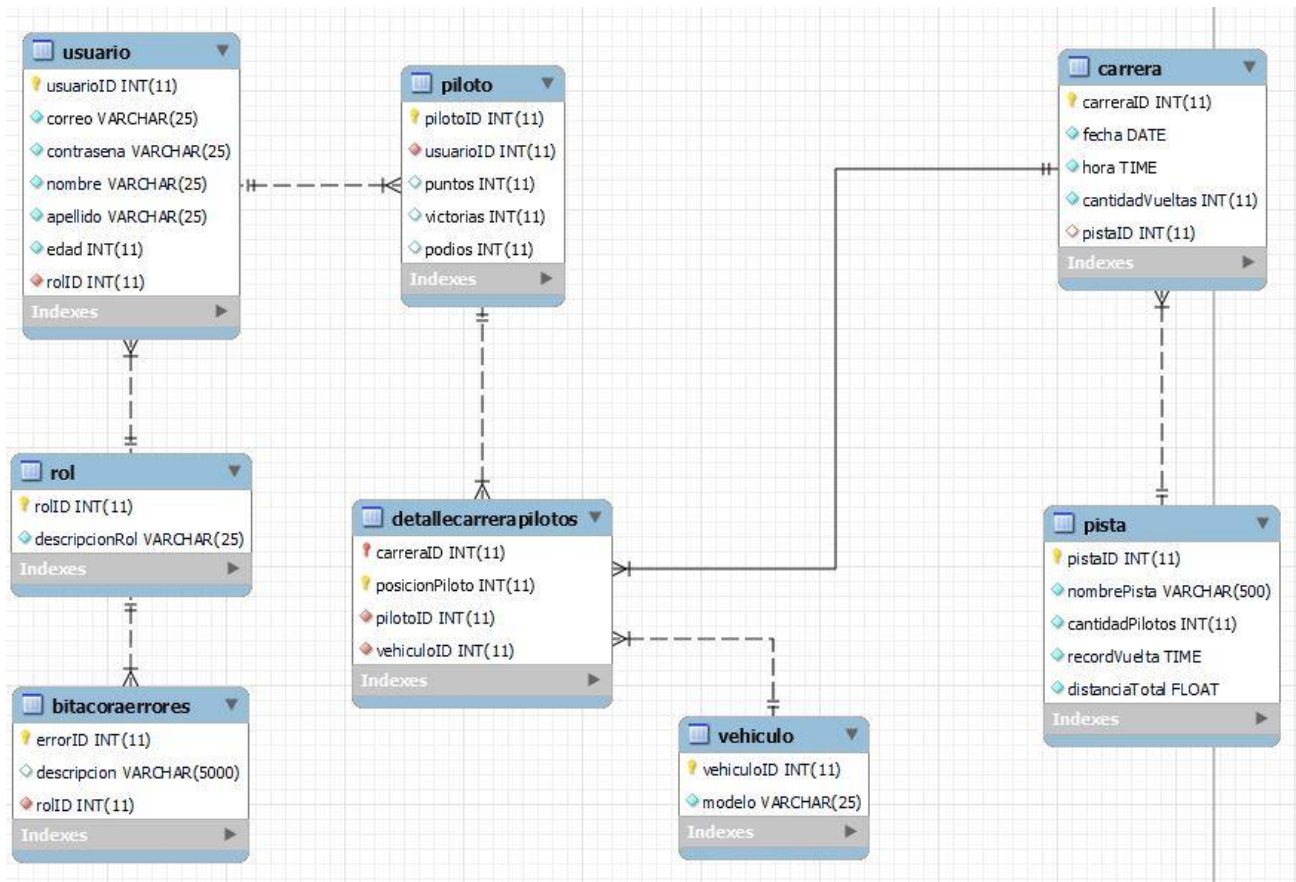 usuario
usuarioID INT(11)
correo VARCHAR(25)
contrasena VARCHAR(25)
nombre VARCHAR(25)
apellido VARCHAR(25)
edad INT(11)
rolID INT(11)
Indexes
piloto
pilotoID INT(11)
usuarioID INT(11)
puntos INT(11)
victorias INT(11)
podios INT(11)
Indexes
carrera
carreraID INT(11)
fecha DATE
hora TIME
cantidadVueltas INT(11)
pistaID INT(11)
Indexes
rol
rolID INT(11)
descripcionRol VARCHAR(25)
Indexes
detallecarrerapilotos
carreraID INT(11)
posicionPiloto INT(11)
pilotoID INT(11)
vehiculoID INT(11)
Indexes
pista
pistaID INT(11)
nombrePista VARCHAR(500)
cantidadPilotos INT(11)
recordVuelta TIME
distanciaTotal FLOAT
Indexes
bitacoraerrores
errorID INT(11)
descripcion VARCHAR(5000)
rolID INT(11)
Indexes
vehiculo
vehiculoID INT(11)
modelo VARCHAR(25)
Indexes